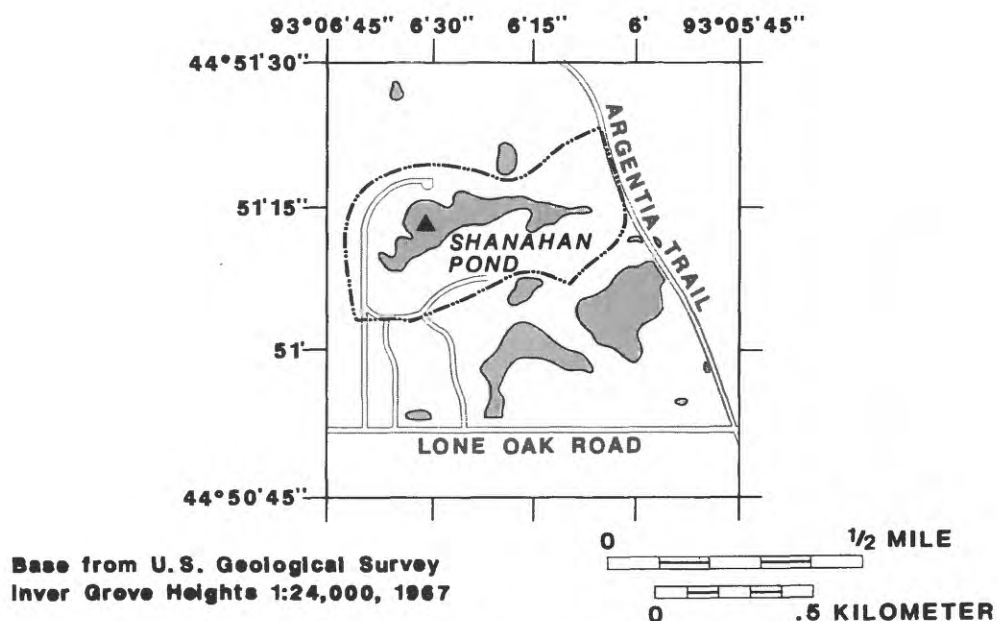 93°06'45" 6'30" 6'15" 6' 93°05'45"
44°51'30"
ARGENTIA TRAIL
51'15"
SHANAHAN
POND
51'
LONE OAK ROAD
44°50'45"
0 1/2 MILE
Base from U.S. Geological Survey
Inver Grove Heights 1:24,000, 1967
0 .5 KILOMETER